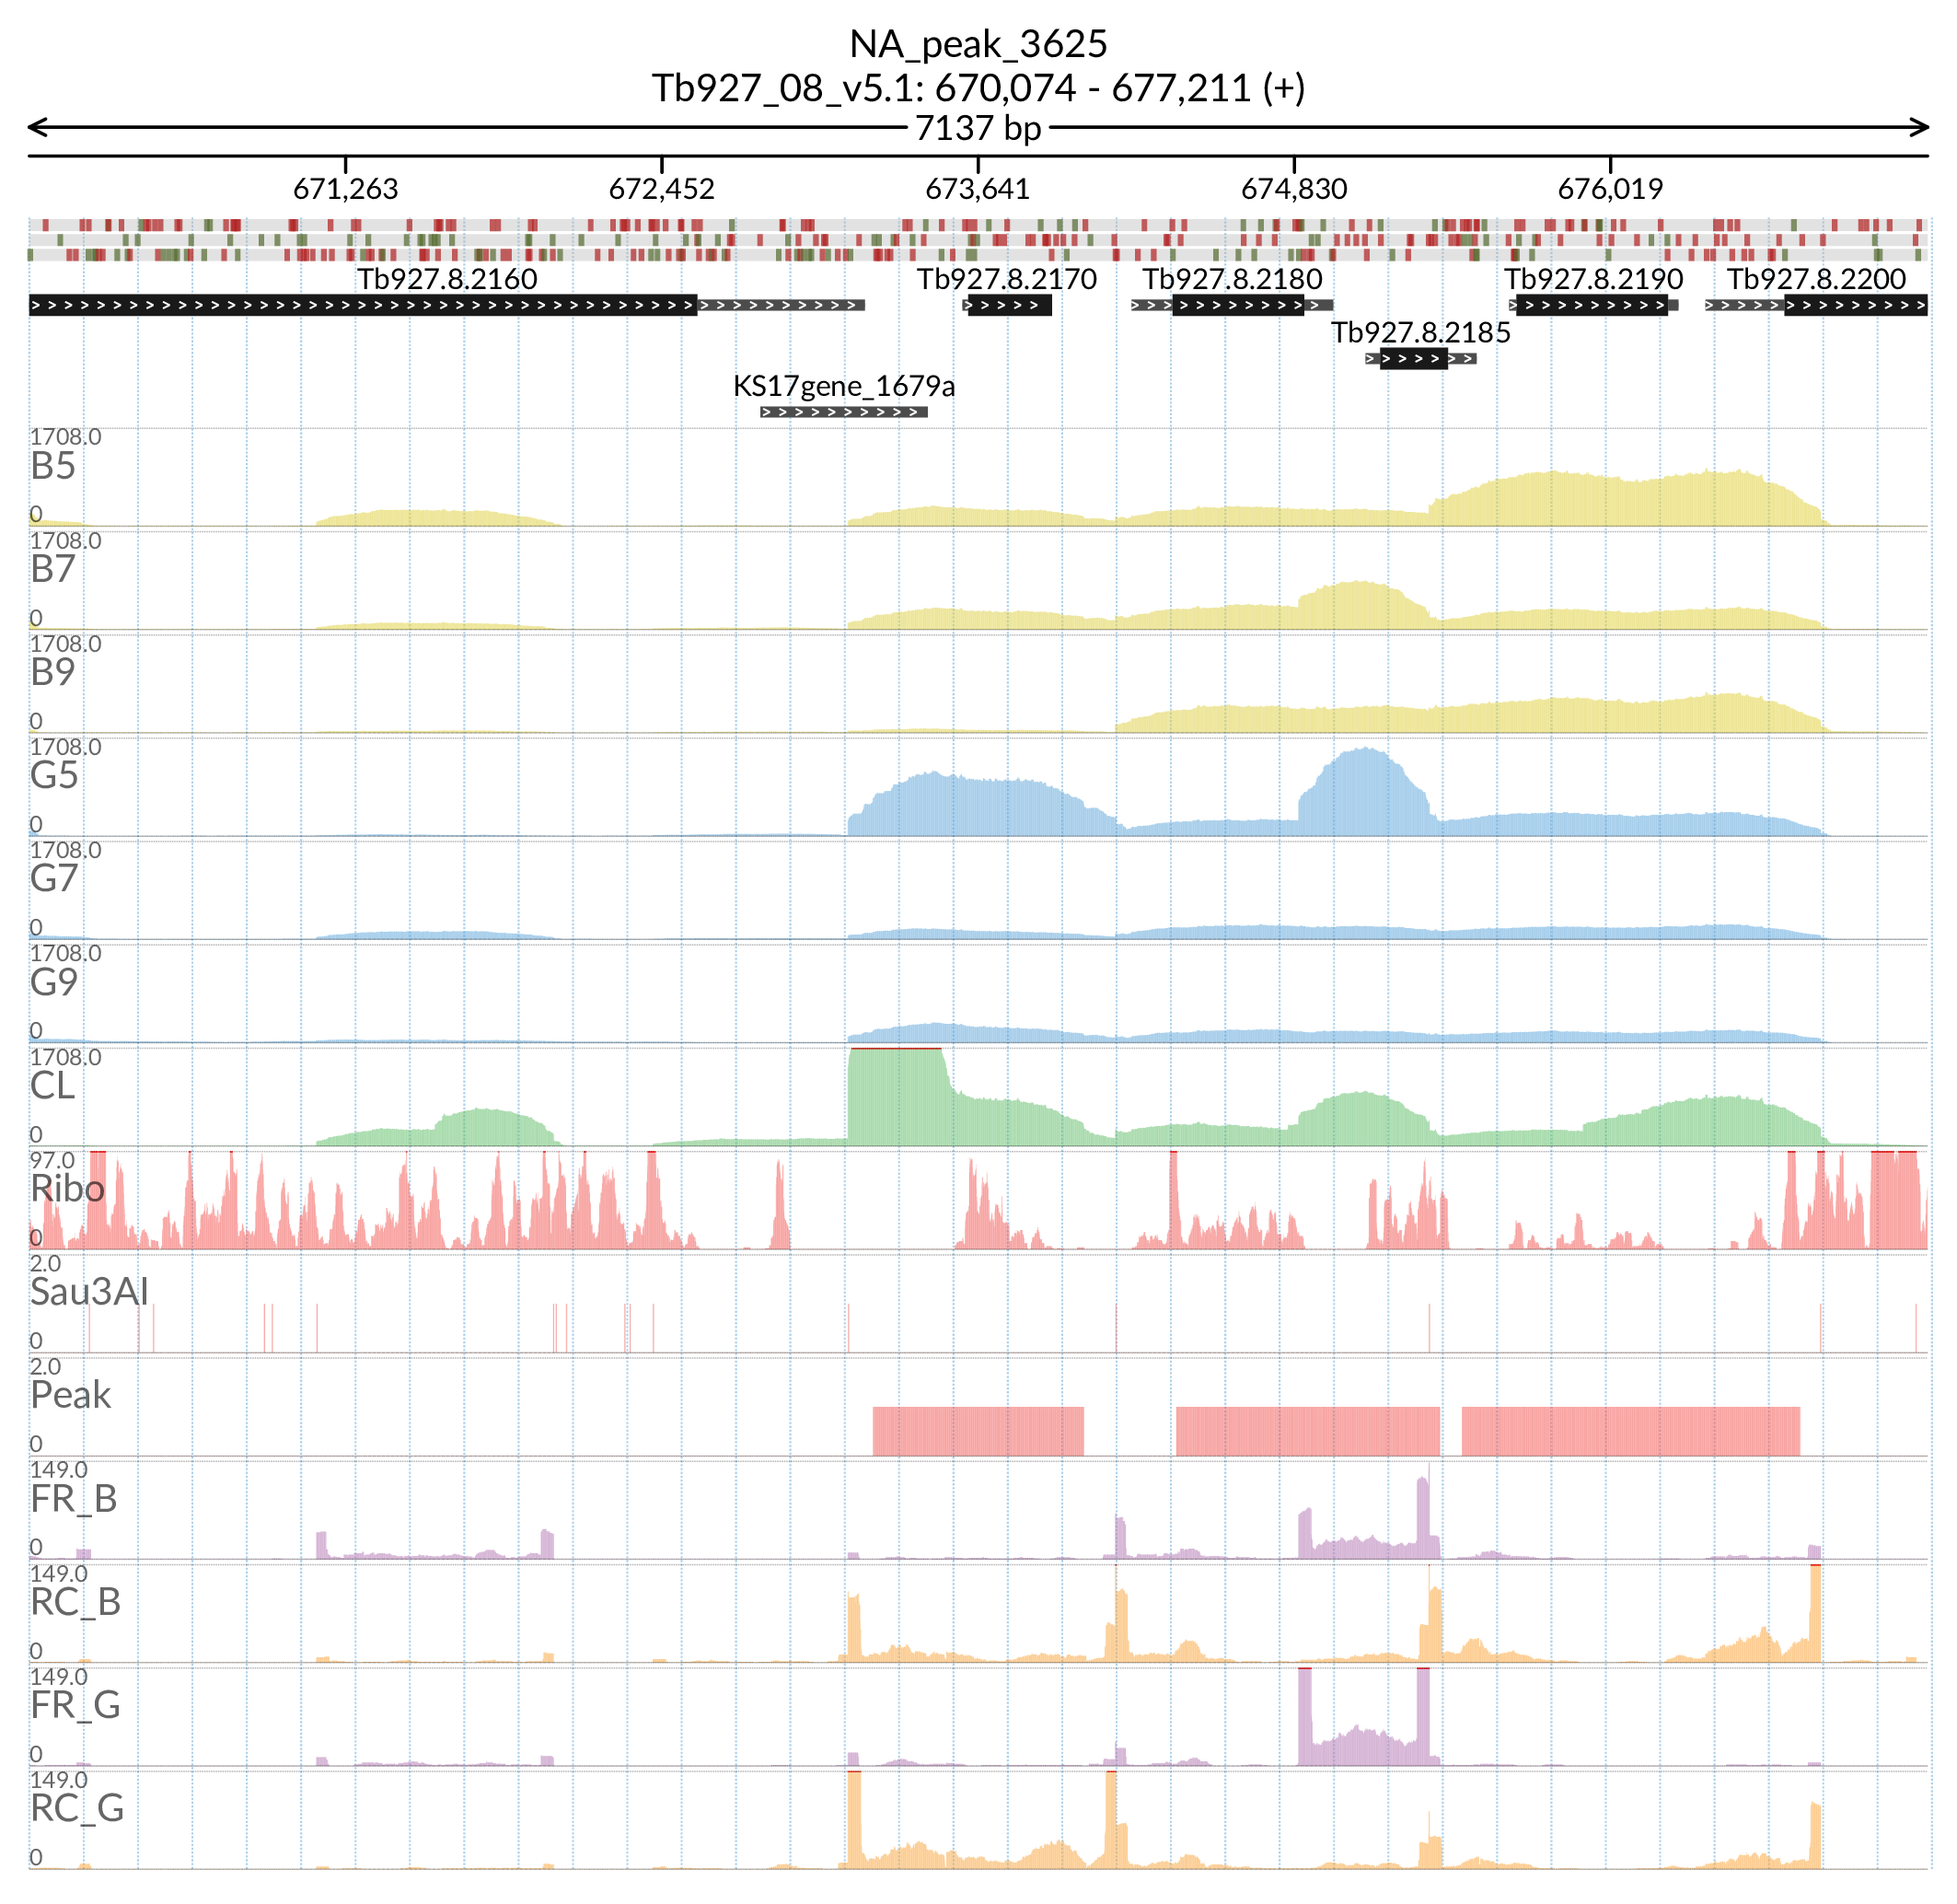 NA_peak_3625
Tb927_08_v5.1: 670,074 - 677,211 (+)
7137 bp
671,263 672,452 673,641 674,830 676,019
Tb927.8.2160 Tb927.8.2170 Tb927.8.2180 Tb927.8.2190 Tb927.8.2200
Tb927.8.2185
KS17gene_1679a
1708.0
B5
0
1708.0
B7
0
1708.0
B9
0
1708.0
G5
0
1708.0
G7
0
1708.0
G9
0
1708.0
CL
0
97.0
Ribo
0
2.0
Sau3AI
0
2.0
Peak
0
149.0
FR_B
0
149.0
RC_B
0
149.0
FR_G
0
149.0
RC_G
0